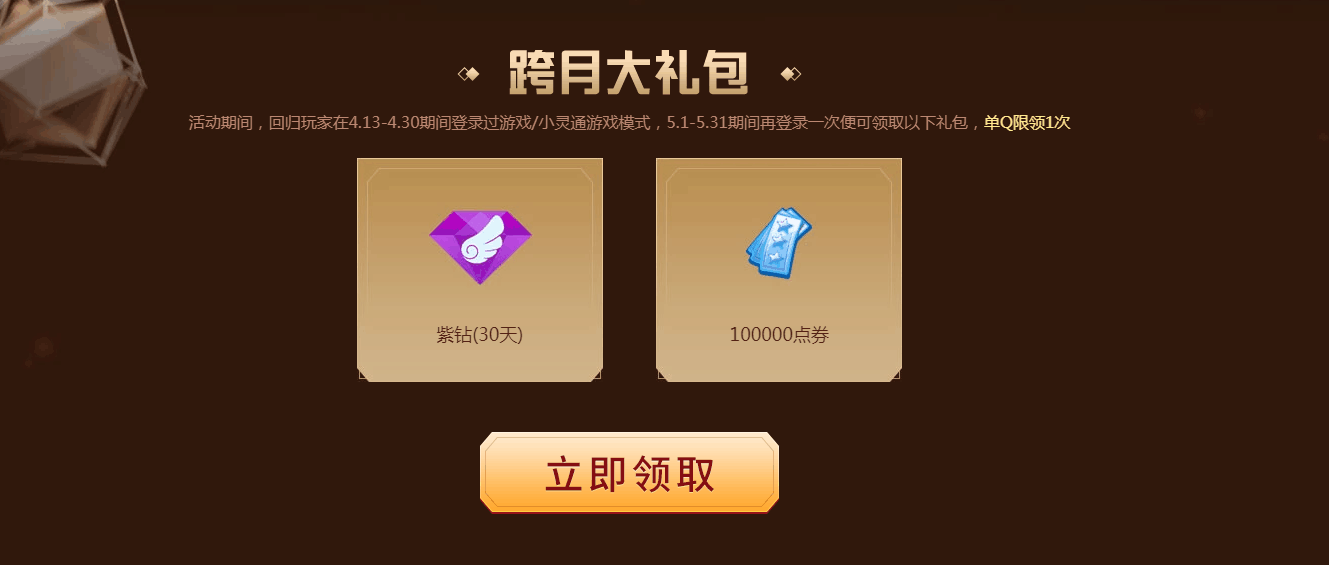 跨月大礼包
活动期间，回归玩家在4.13-4.30期间登录过游戏/小灵通游戏模式，5.1-5.31期间再登录一次便可领取以下礼包，单Q限领1次
紫钻(30天)
100000点券
立即领取